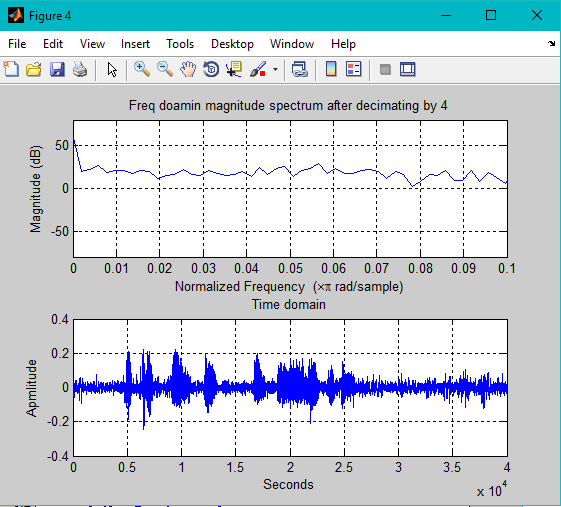 Figure 4
File Edit View Insert Tools Desktop Window Help
Freq doamin magnitude spectrum after decimating by 4
Magnitude (dB)
50
0
-50
0 0.01 0.02 0.03 0.04 0.05 0.06 0.07 0.08 0.09 0.1
Normalized Frequency (×π rad/sample)
Time domain
Apmlitude
0.4
0.2
0
-0.2
-0.4
0 0.5 1 1.5 2 2.5 3 3.5 4
Seconds
x 10^4